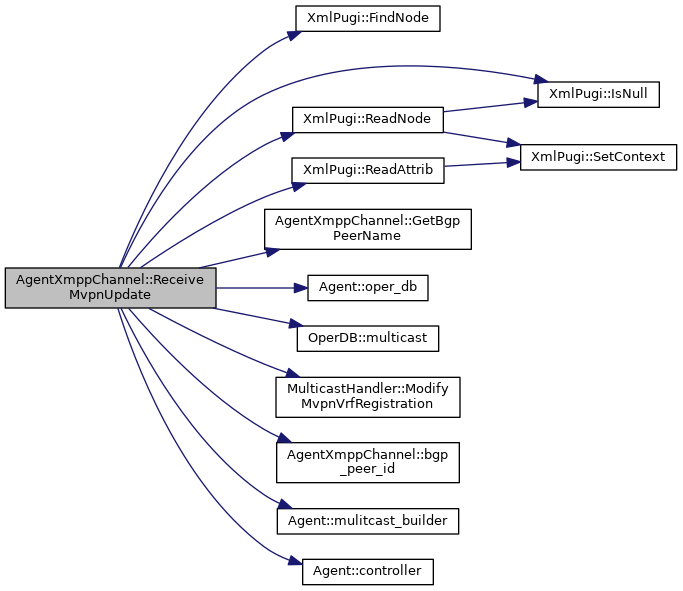 XmlPugi::FindNode
XmlPugi::IsNull
XmlPugi::ReadNode
XmlPugi::SetContext
XmlPugi::ReadAttrib
AgentXmppChannel::GetBgp
PeerName
AgentXmppChannel::Receive
MvpnUpdate
Agent::oper_db
OperDB::multicast
MulticastHandler::Modify
MvpnVrfRegistration
AgentXmppChannel::bgp
_peer_id
Agent::mulitcast_builder
Agent::controller